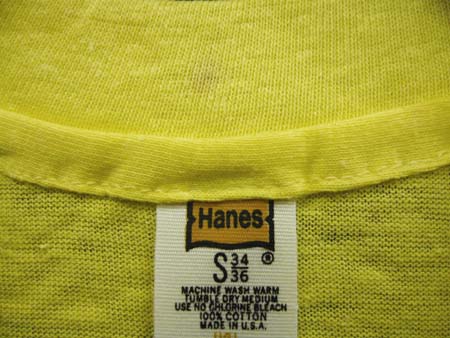 Hanes
S 34
36 ®
MACHINE WASH WARM
TUMBLE DRY MEDIUM
USE NO CHLORINE BLEACH
100% COTTON
MADE IN U.S.A.